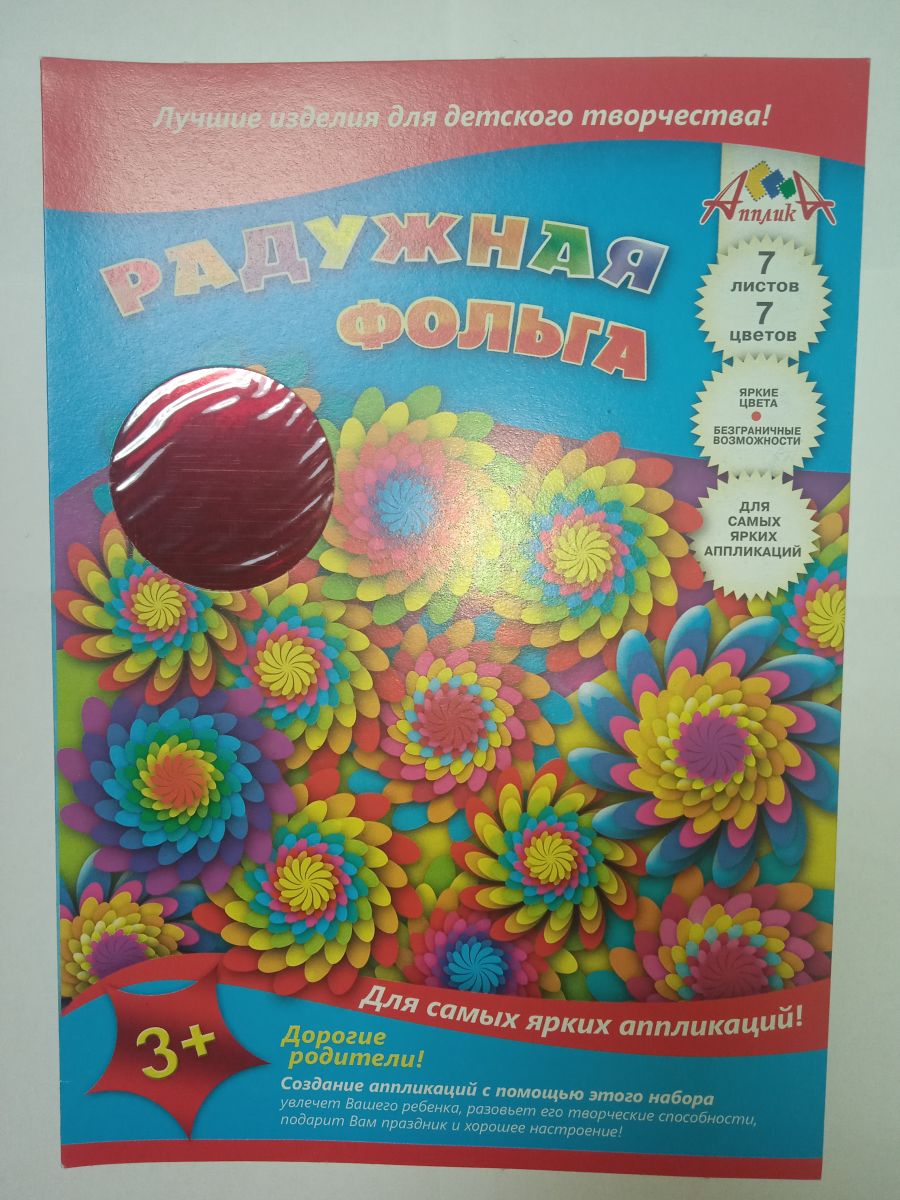 Лучшие изделия для детского творчества!
Апплика
РАДУЖНАЯ
ФОЛЬГА
7
листов
7
цветов
ЯРКИЕ
ЦВЕТА
БЕЗГРАНИЧНЫЕ
ВОЗМОЖНОСТИ
ДЛЯ
САМЫХ
ЯРКИХ
АППЛИКАЦИЙ
Для самых ярких аппликаций!
3+
Дорогие
родители!
Создание аппликаций с помощью этого набора
увлечет Вашего ребенка, разовьет его творческие способности,
подарит Вам праздник и хорошее настроение!